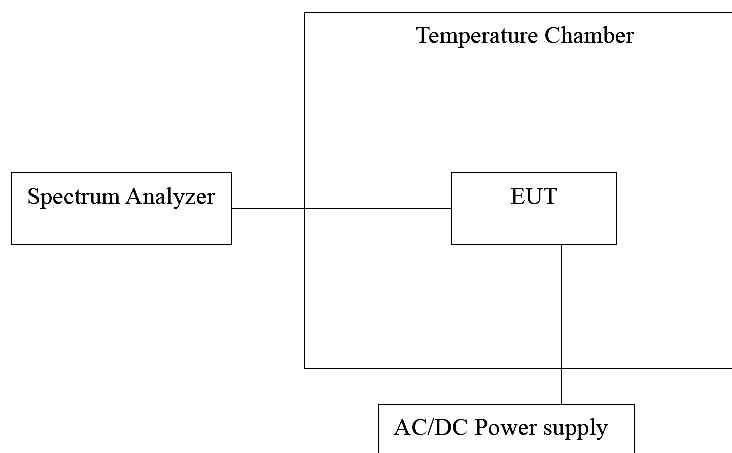 Temperature Chamber
Spectrum Analyzer
EUT
AC/DC Power supply